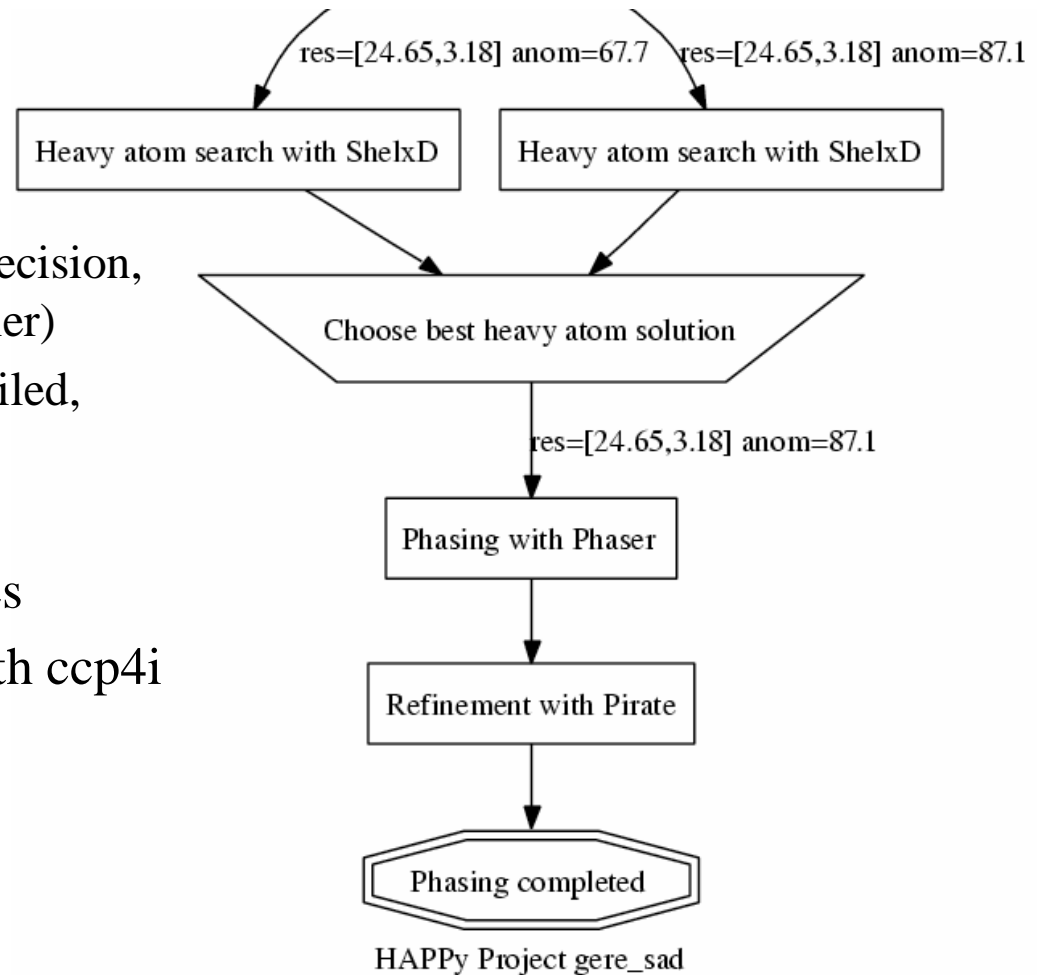 res=[24.65,3.18] anom=67.7
res=[24.65,3.18] anom=87.1
Heavy atom search with ShelxD
Heavy atom search with ShelxD
ecision,
er)
Choose best heavy atom solution
iled,
res=[24.65,3.18] anom=87.1
Phasing with Phaser
s
th ccp4i
Refinement with Pirate
Phasing completed
HAPPy Project gere_sad